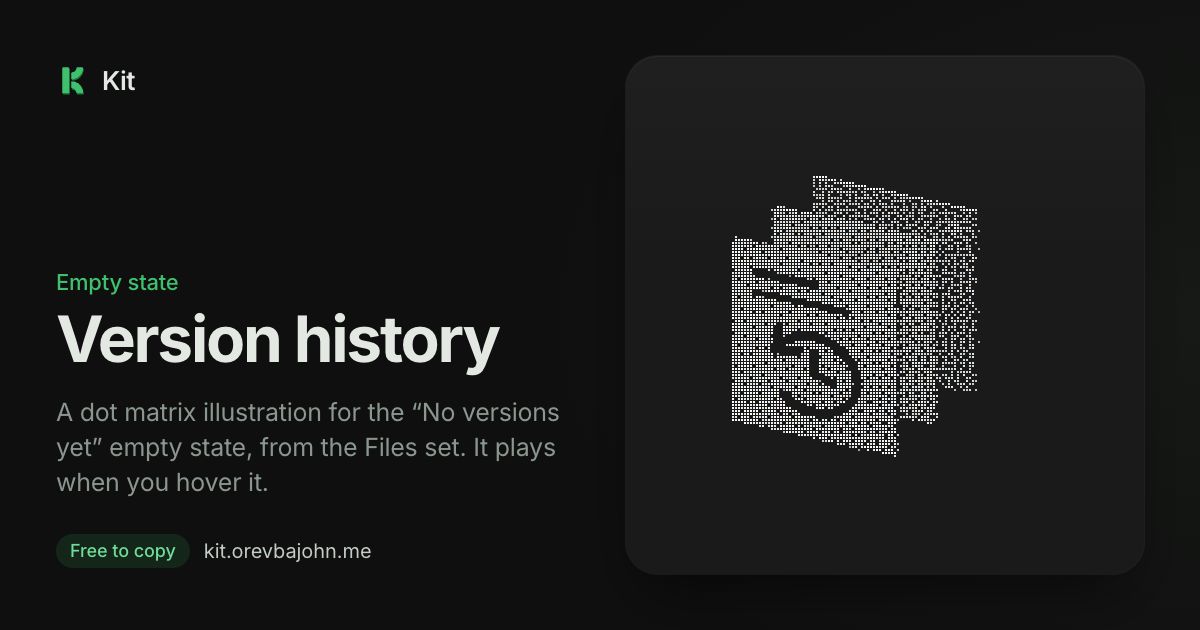 Kit
Empty state
Version history
A dot matrix illustration for the “No versions
yet” empty state, from the Files set. It plays
when you hover it.
Free to copy
kit.orevbajohn.me